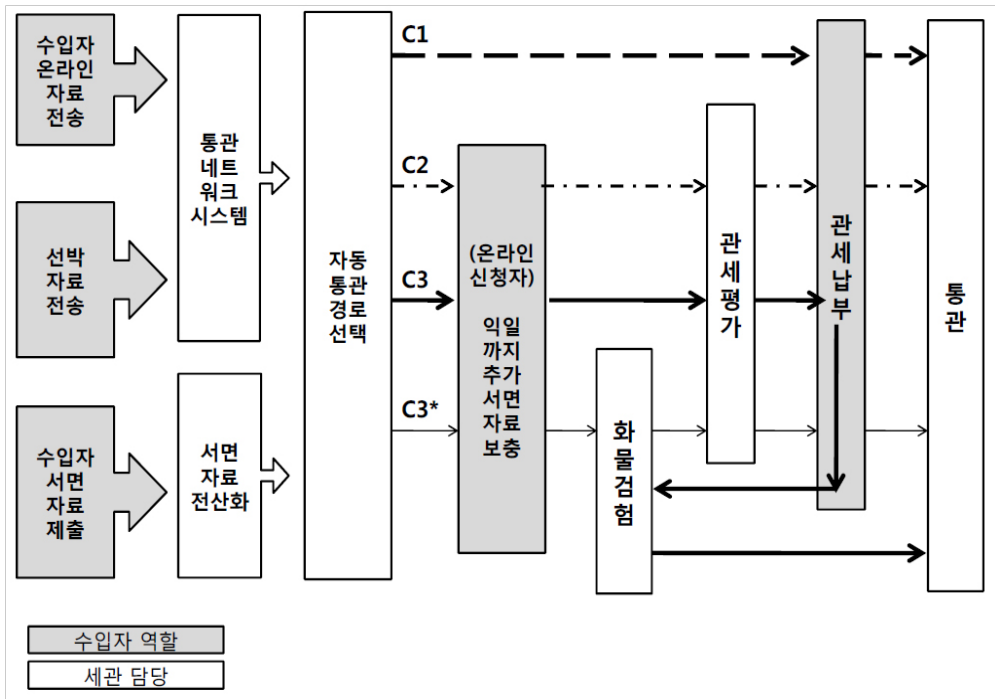 수입자
온라인
자료
전송
선박
자료
전송
수입자
서면
자료
제출
통관
네트
워크
시스템
서면
자료
전산화
자동
통관
경로
선택
C1
C2
C3
C3*
(온라인
신청자)
익일
까지
추가
서면
자료
보충
화
물
검
험
관
세
평
가
관
세
납
부
통
관
수입자 역할
세관 담당